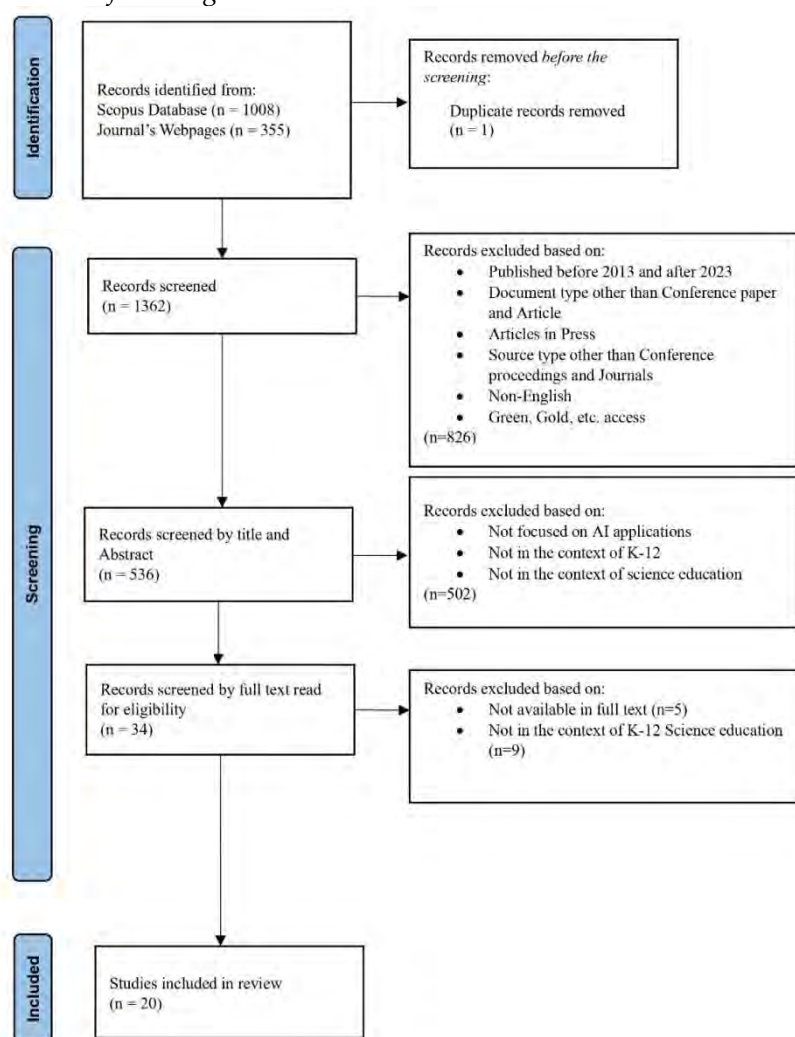 Identification
Records identified from:
Scopus Database (n = 1008)
Journal's Webpages (n = 355)
Records removed before the
screening:
Duplicate records removed
(n = 1)
Screening
Records screened
(n = 1362)
Records excluded based on:
• Published before 2013 and after 2023
• Document type other than Conference paper
and Article
• Articles in Press
• Source type other than Conference
proceedings and Journals
• Non-English
• Green, Gold, etc. access
(n=826)
Records screened by title and
Abstract
(n = 536)
Records excluded based on:
• Not focused on AI applications
• Not in the context of K-12
• Not in the context of science education
(n=502)
Records screened by full text read
for eligibility
(n = 34)
Records excluded based on:
• Not available in full text (n=5)
• Not in the context of K-12 Science education
(n=9)
Included
Studies included in review
(n = 20)